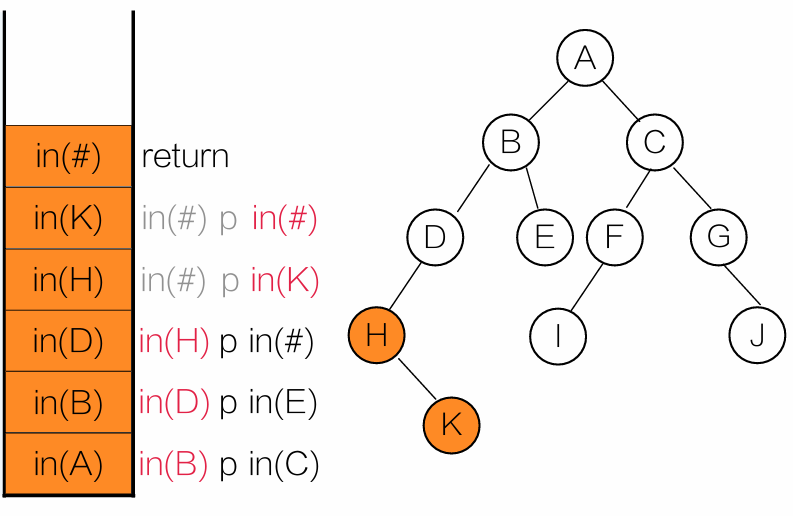 in(#) return
in(K) in(#) p in(#)
in(H) in(#) p in(K)
in(D) in(H) p in(#)
in(B) in(D) p in(E)
in(A) in(B) p in(C)
A
B C
D E F G
H I J
K